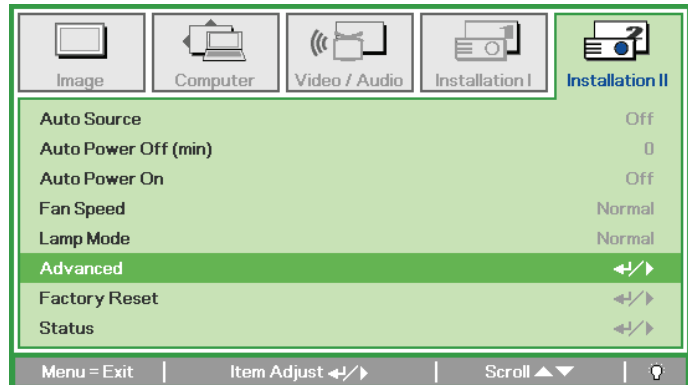 Image Computer Video / Audio Installation I Installation II
Auto Source Off
Auto Power Off (min) 0
Auto Power On Off
Fan Speed Normal
Lamp Mode Normal
Advanced
Factory Reset
Status
Menu = Exit Item Adjust Scroll